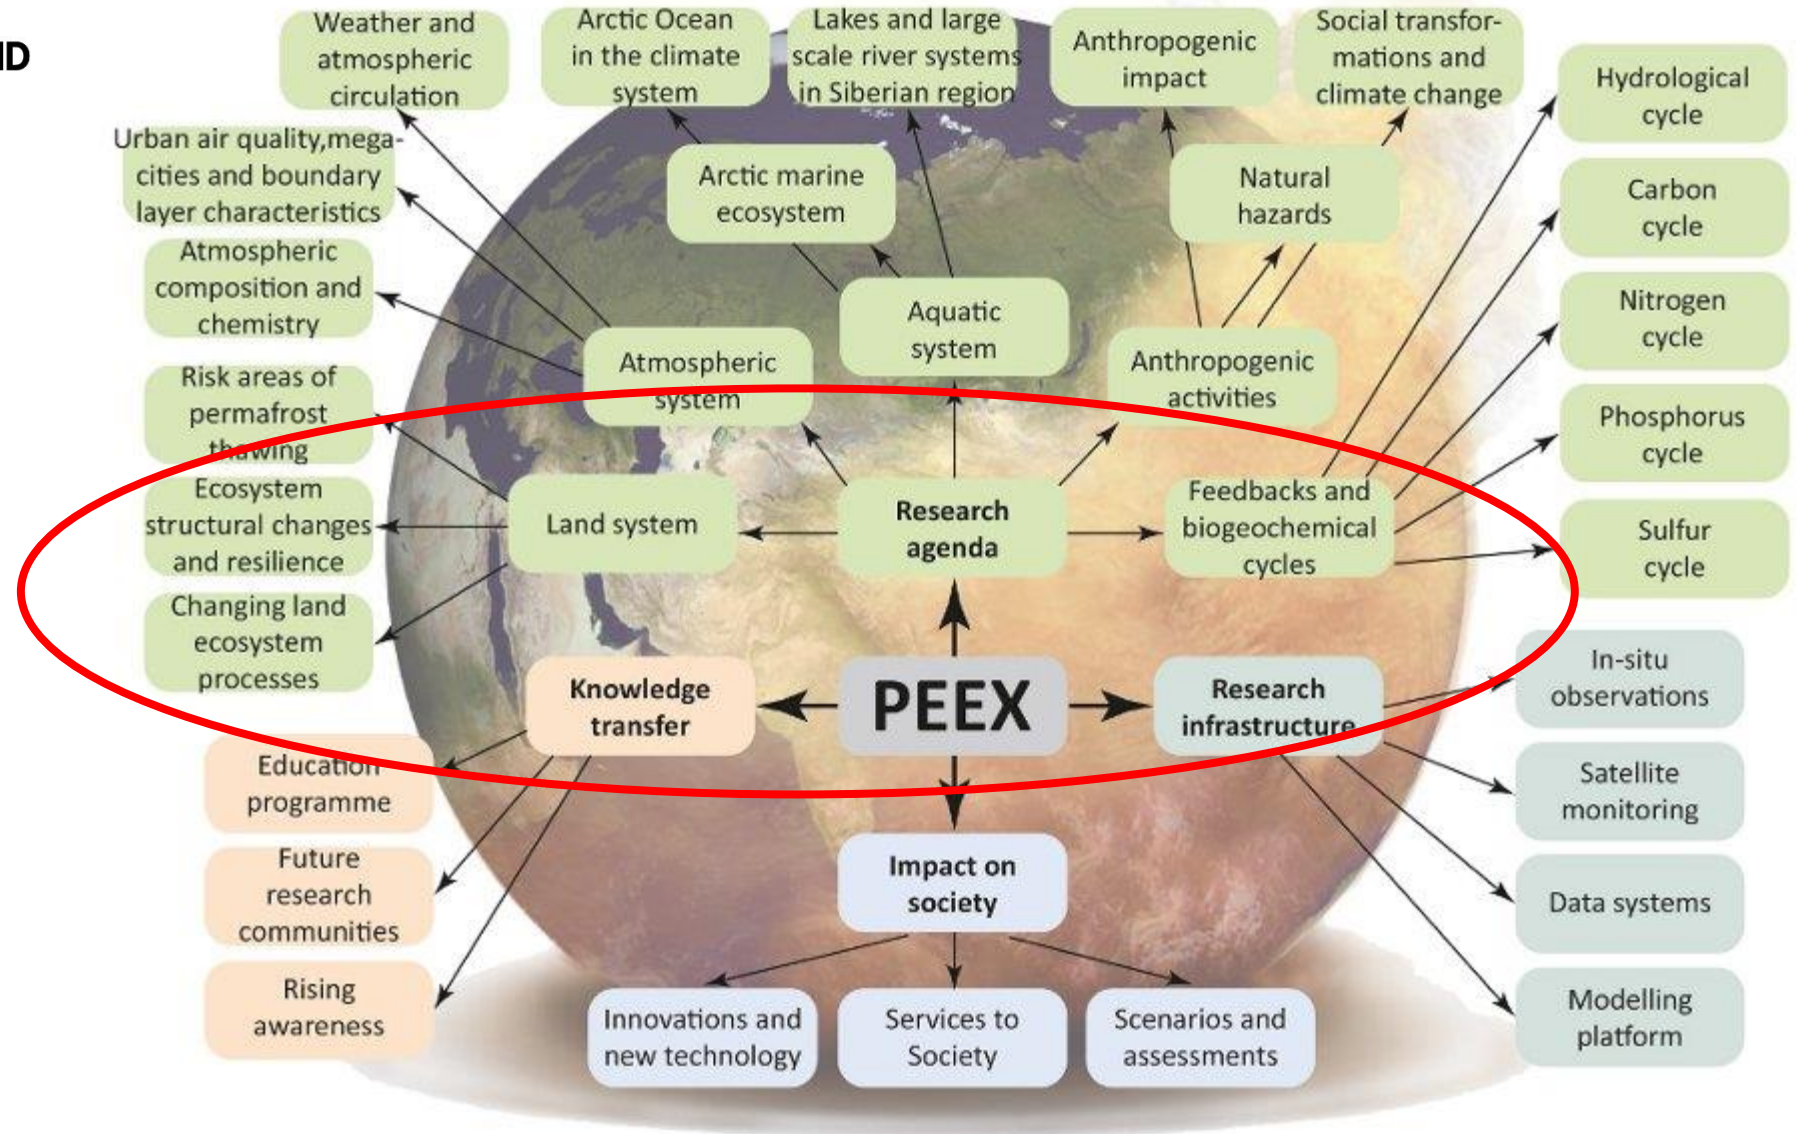 ND
Weather and
atmospheric
circulation
Arctic Ocean
in the climate
system
Lakes and large
scale river systems
in Siberian region
Anthropogenic
impact
Social transfor-
mations and
climate change
Hydrological
cycle
Urban air quality,mega-
cities and boundary
layer characteristics
Arctic marine
ecosystem
Natural
hazards
Carbon
cycle
Atmospheric
composition and
chemistry
Aquatic
system
Nitrogen
cycle
Atmospheric
system
Anthropogenic
activities
Risk areas of
permafrost
thawing
Phosphorus
cycle
Ecosystem
structural changes
and resilience
Land system
Research
agenda
Feedbacks and
biogeochemical
cycles
Sulfur
cycle
Changing land
ecosystem
processes
Knowledge
transfer
PEEX
Research
infrastructure
In-situ
observations
Education
programme
Satellite
monitoring
Future
research
communities
Impact on
society
Data systems
Rising
awareness
Innovations and
new technology
Services to
Society
Scenarios and
assessments
Modelling
platform